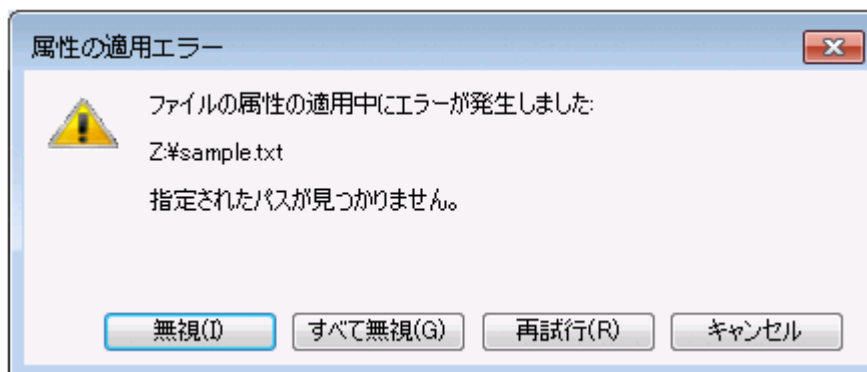 属性の適用エラー
ファイルの属性の適用中にエラーが発生しました:
Z:¥sample.txt
指定されたパスが見つかりません。
無視(I) すべて無視(G) 再試行(R) キャンセル